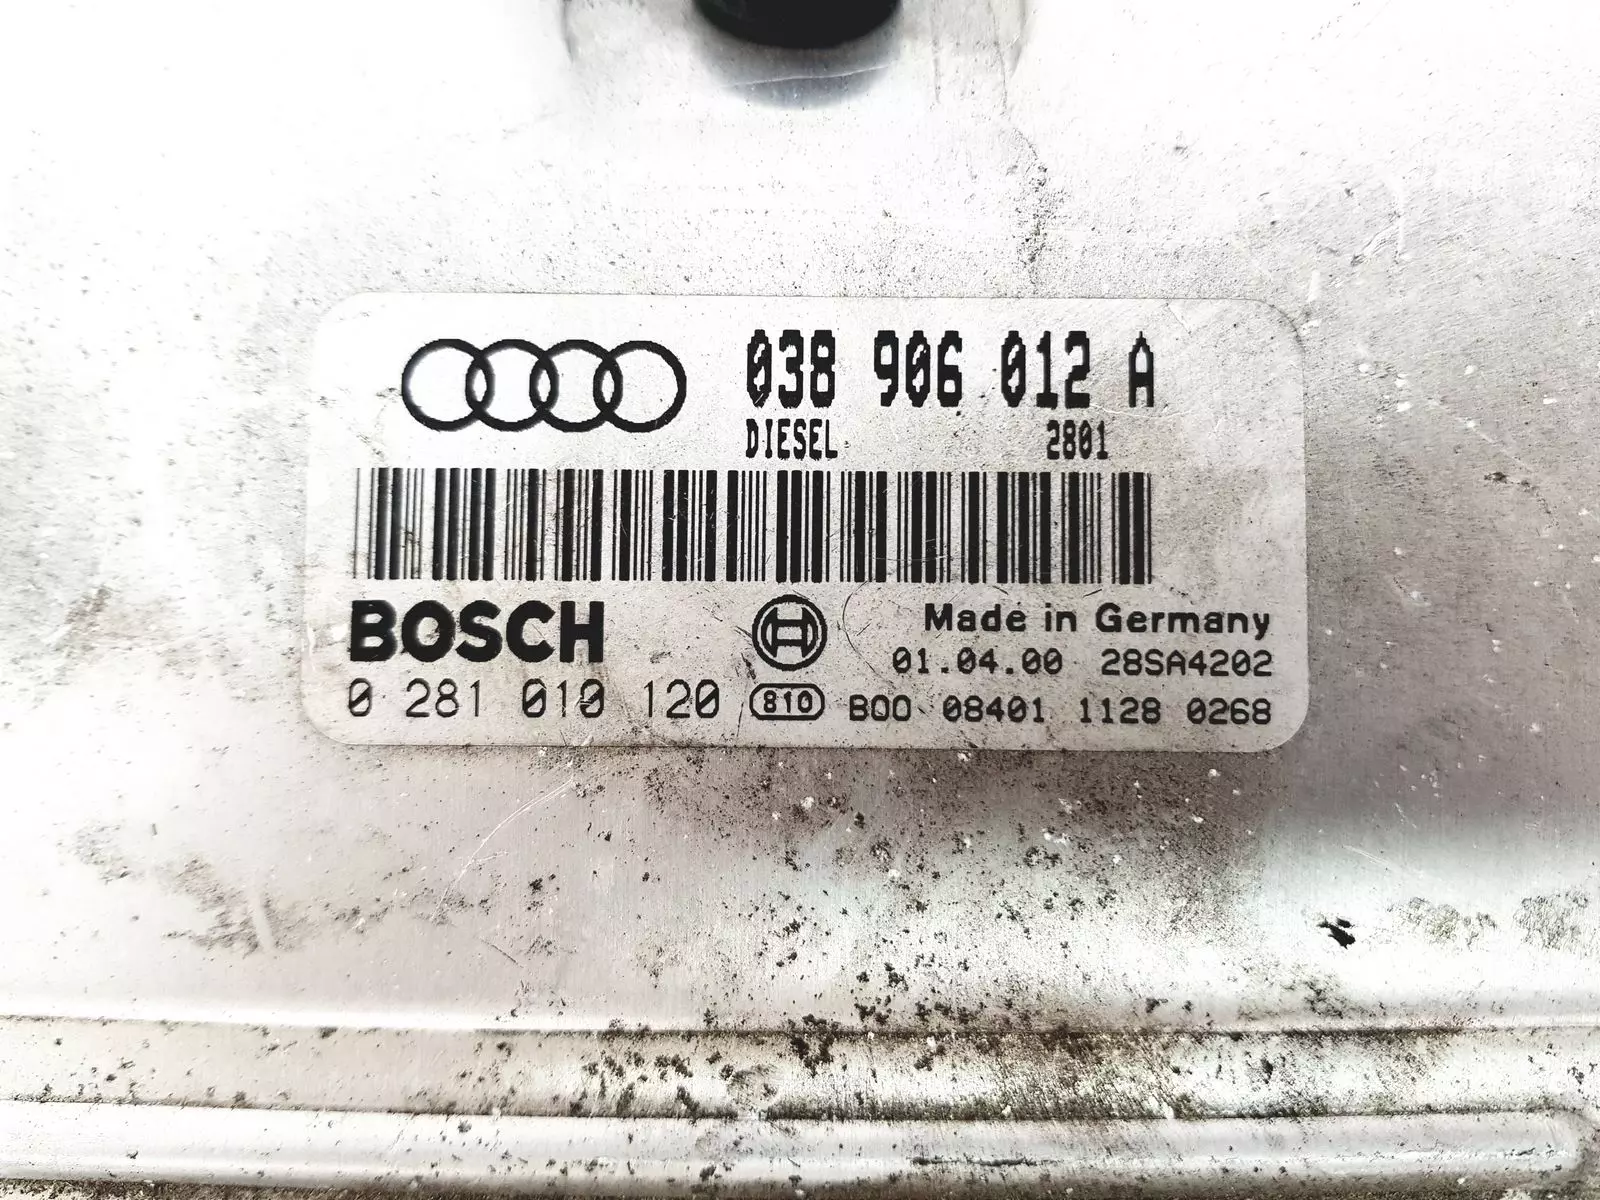 038 906 012 A
DIESEL 2801
BOSCH
Made in Germany
01.04.00 28SA4202
0 281 010 120 810 B00 08401 1128 0268